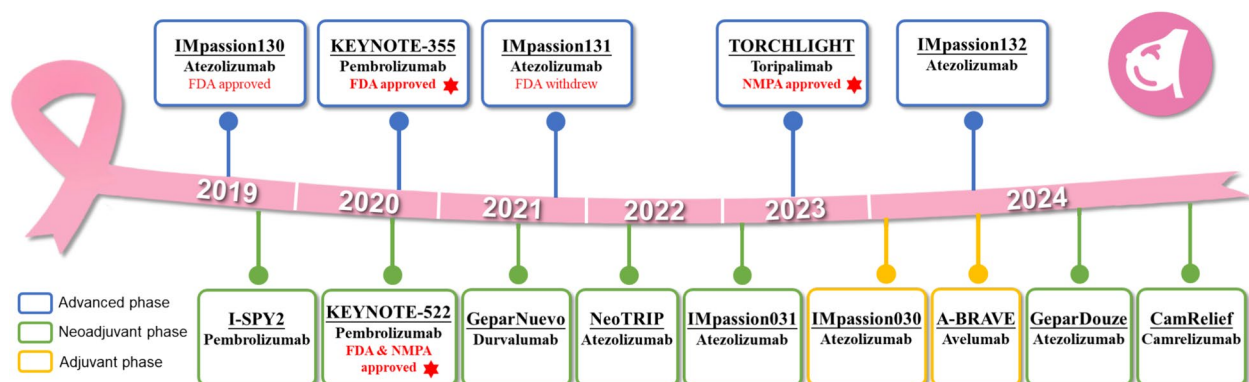 IMpassion130
Atezolizumab
FDA approved
KEYNOTE-355
Pembrolizumab
FDA approved
IMpassion131
Atezolizumab
FDA withdrew
TORCHLIGHT
Toripalimab
NMPA approved
IMpassion132
Atezolizumab
2019
2020
2021
2022
2023
2024
Advanced phase
Neoadjuvant phase
Adjuvant phase
I-SPY2
Pembrolizumab
KEYNOTE-522
Pembrolizumab
FDA & NMPA
approved
GeparNuevo
Durvalumab
NeoTRIP
Atezolizumab
IMpassion031
Atezolizumab
IMpassion030
Atezolizumab
A-BRAVE
Avelumab
GeparDouze
Atezolizumab
CamRelief
Camrelizumab